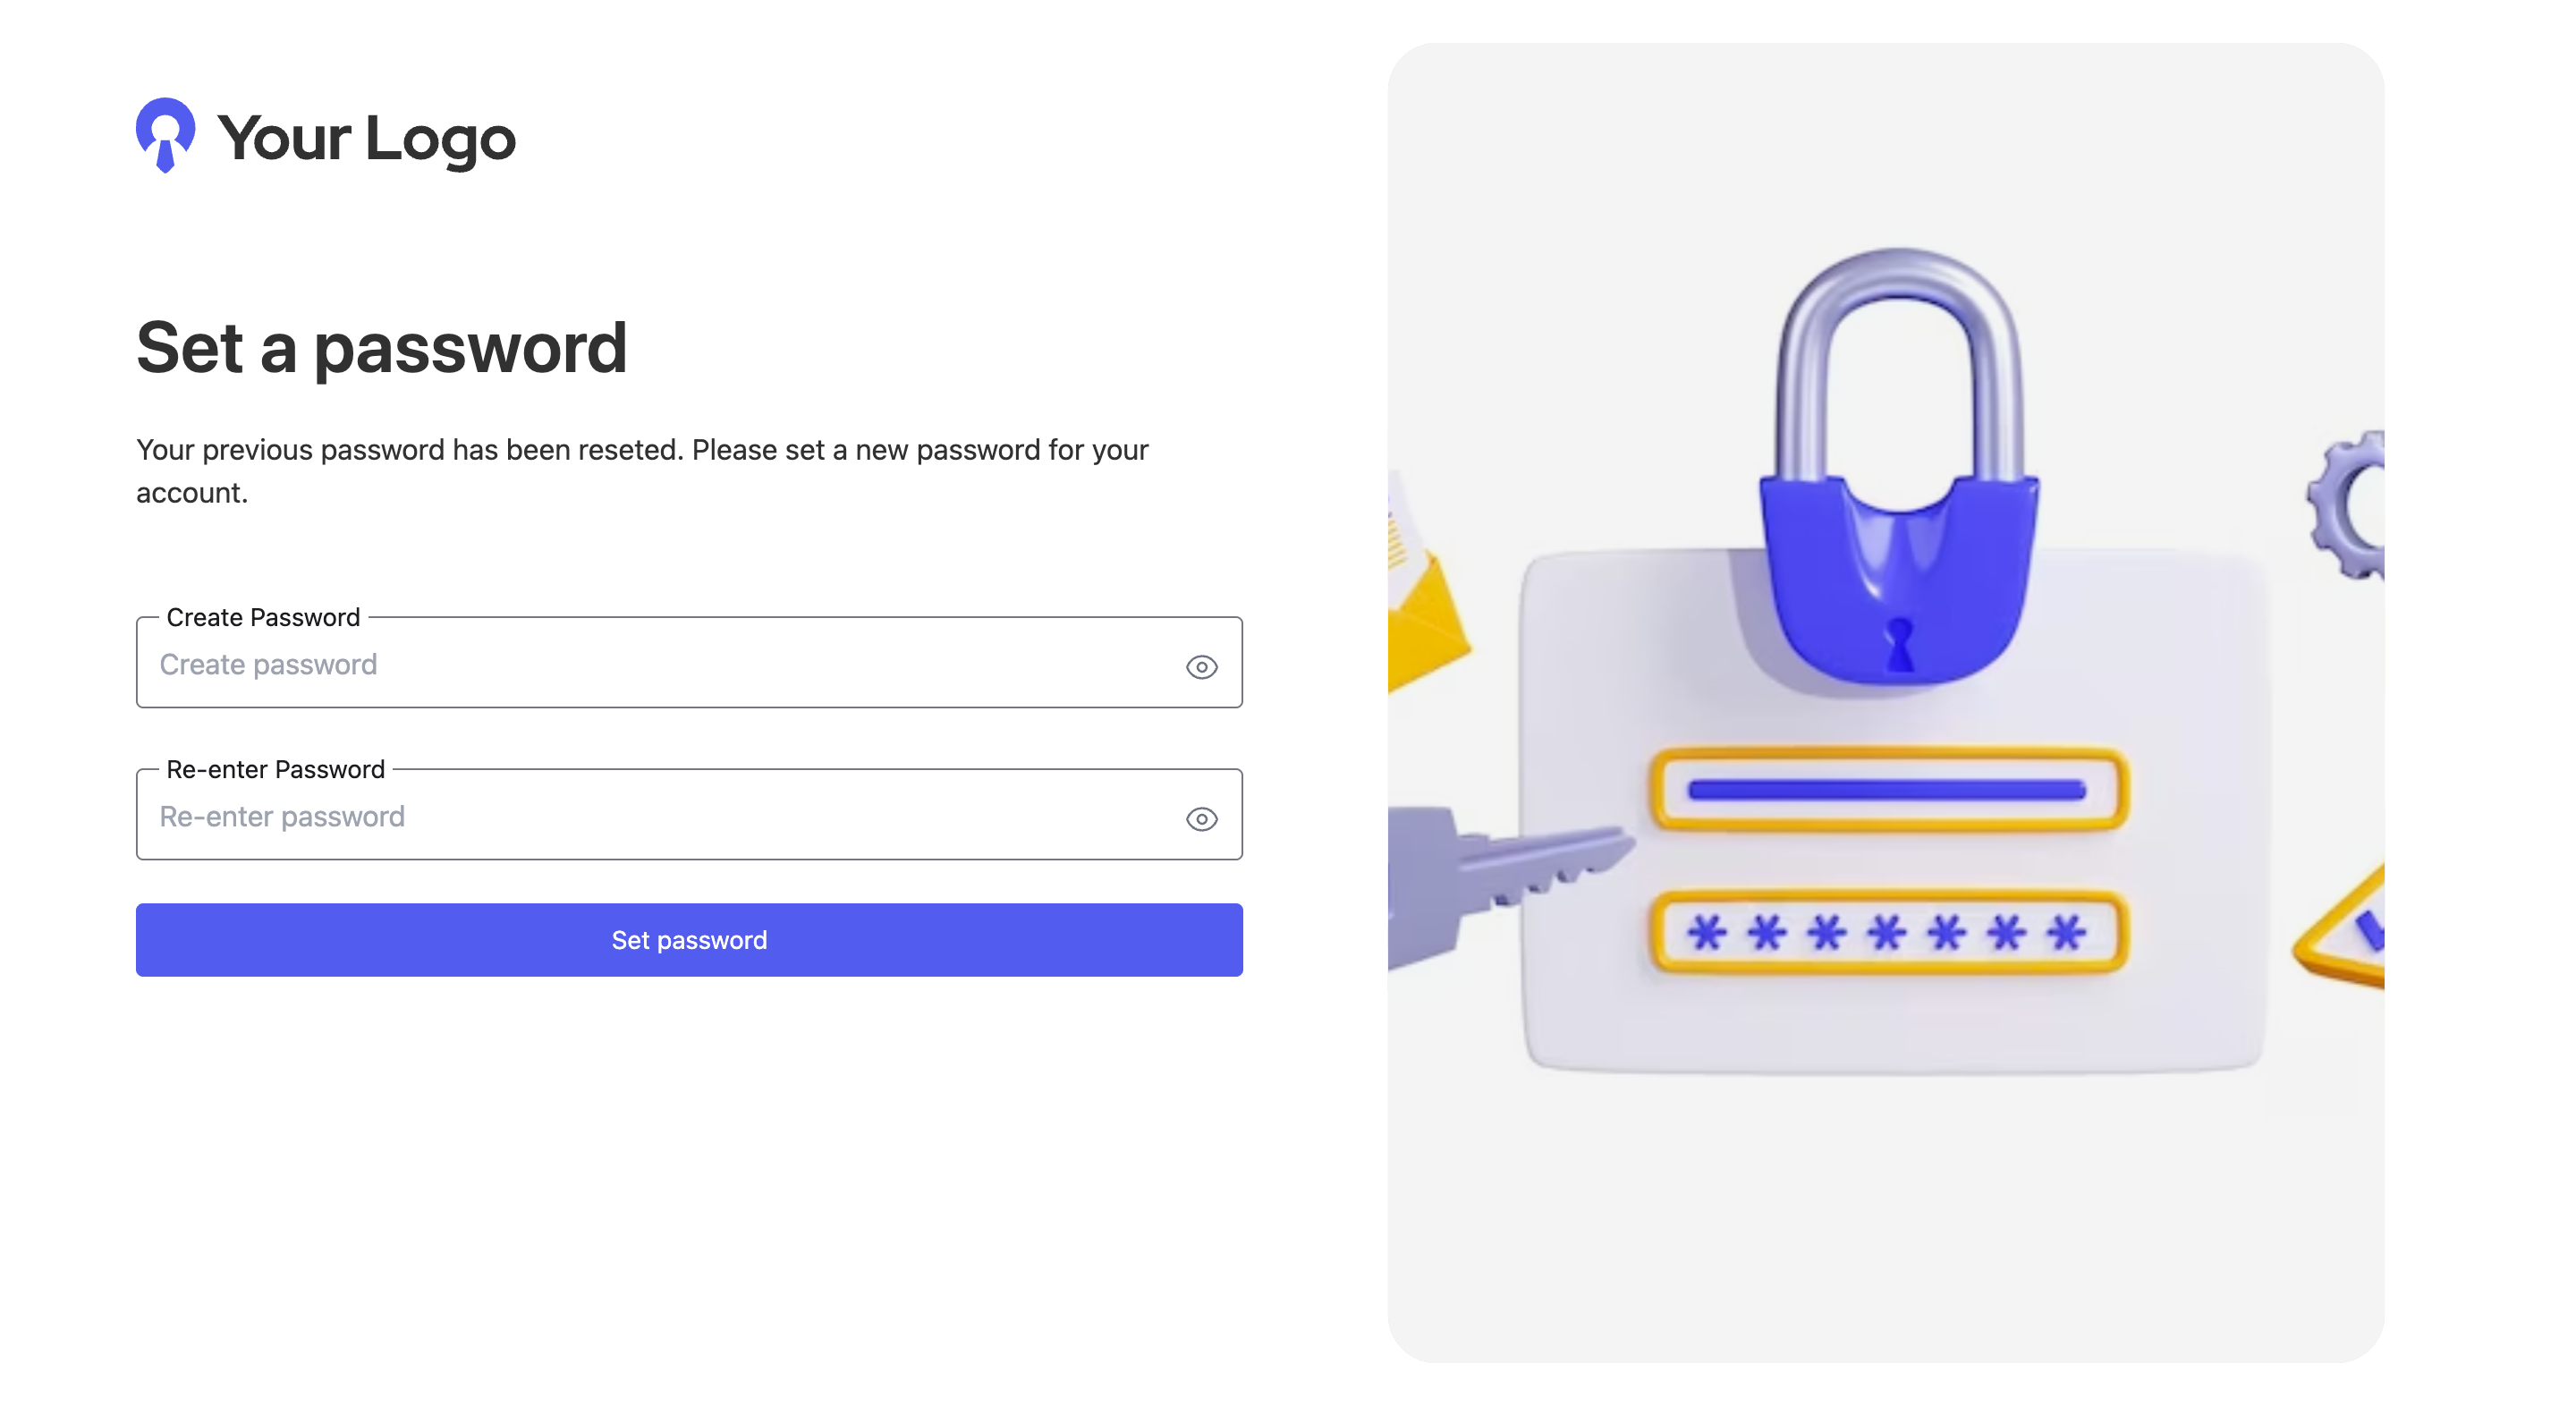 Your Logo
Set a password
Your previous password has been reseted. Please set a new password for your
account.
Create Password
Create password
Re-enter Password
Re-enter password
Set password
*******